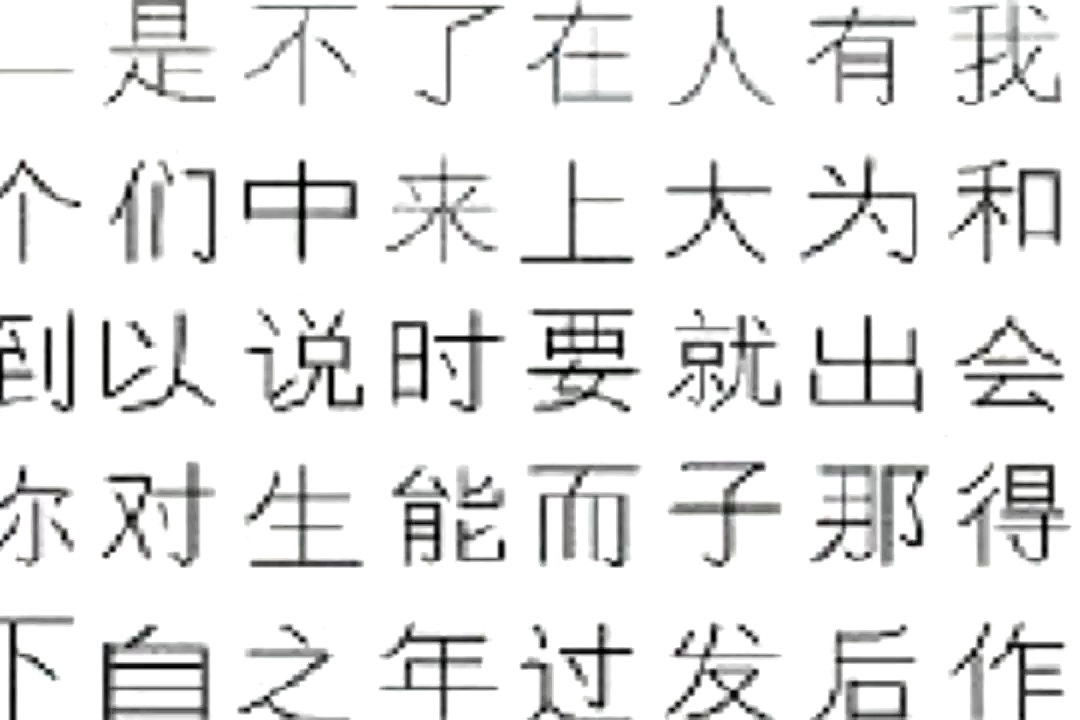 一是不了在人有我
个们中来上大为和
到以说时要就出会
你对生能而子那得
下自之年过发后作